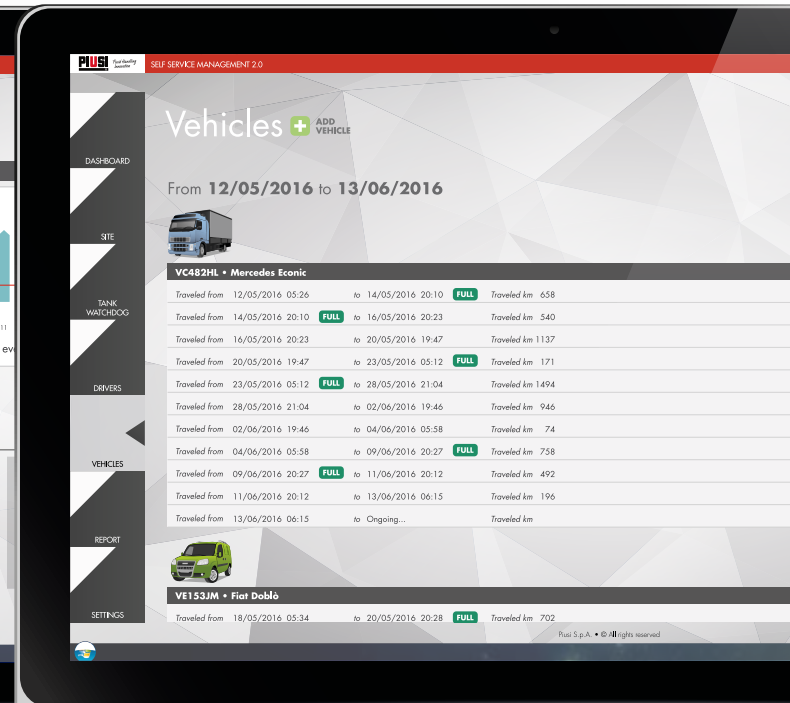 PIUSI Fluid Handling Innovation SELF SERVICE MANAGEMENT 2.0
Vehicles + ADD VEHICLE
DASHBOARD
From 12/05/2016 to 13/06/2016
SITE
VC482HL • Mercedes Econic
Traveled from 12/05/2016 05:26 to 14/05/2016 20:10 FULL Traveled km 658
Traveled from 14/05/2016 20:10 FULL to 16/05/2016 20:23 Traveled km 540
Traveled from 16/05/2016 20:23 to 20/05/2016 19:47 Traveled km 1137
Traveled from 20/05/2016 19:47 to 23/05/2016 05:12 FULL Traveled km 171
Traveled from 23/05/2016 05:12 FULL to 28/05/2016 21:04 Traveled km 1494
Traveled from 28/05/2016 21:04 to 02/06/2016 19:46 Traveled km 946
Traveled from 02/06/2016 19:46 to 04/06/2016 05:58 Traveled km 74
Traveled from 04/06/2016 05:58 to 09/06/2016 20:27 FULL Traveled km 758
Traveled from 09/06/2016 20:27 FULL to 11/06/2016 20:12 Traveled km 492
Traveled from 11/06/2016 20:12 to 13/06/2016 06:15 Traveled km 196
Traveled from 13/06/2016 06:15 to Ongoing... Traveled km
TANK
WATCHDOG
DRIVERS
VEHICLES
REPORT
SETTINGS
VE153JM • Fiat Doblò
Traveled from 18/05/2016 05:34 to 20/05/2016 20:28 FULL Traveled km 702
Piusi S.p.A. • © All rights reserved
11